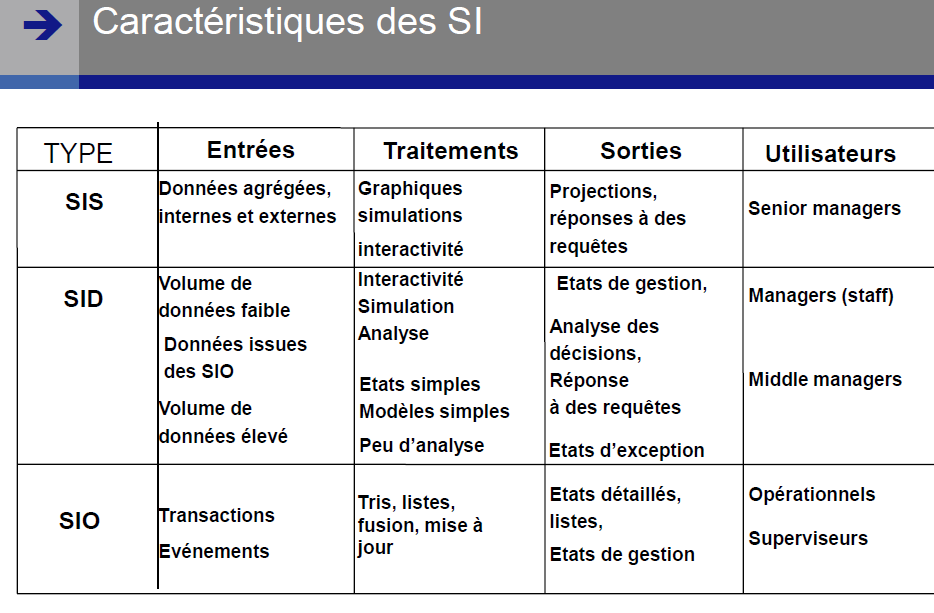 Caractéristiques des SI
TYPE
Entrées
Traitements
Sorties
Utilisateurs
SIS
Données agrégées,
internes et externes
Graphiques
simulations
interactivité
Projections,
réponses à des
requêtes
Senior managers
SID
Volume de
données faible
Données issues
des SIO
Volume de
données élevé
Interactivité
Simulation
Analyse
Etats simples
Modèles simples
Peu d'analyse
Etats de gestion,
Analyse des
décisions,
Réponse
à des requêtes
Etats d'exception
Managers (staff)
Middle managers
SIO
Transactions
Evénements
Tris, listes,
fusion, mise à
jour
Etats détaillés,
listes,
Etats de gestion
Opérationnels
Superviseurs